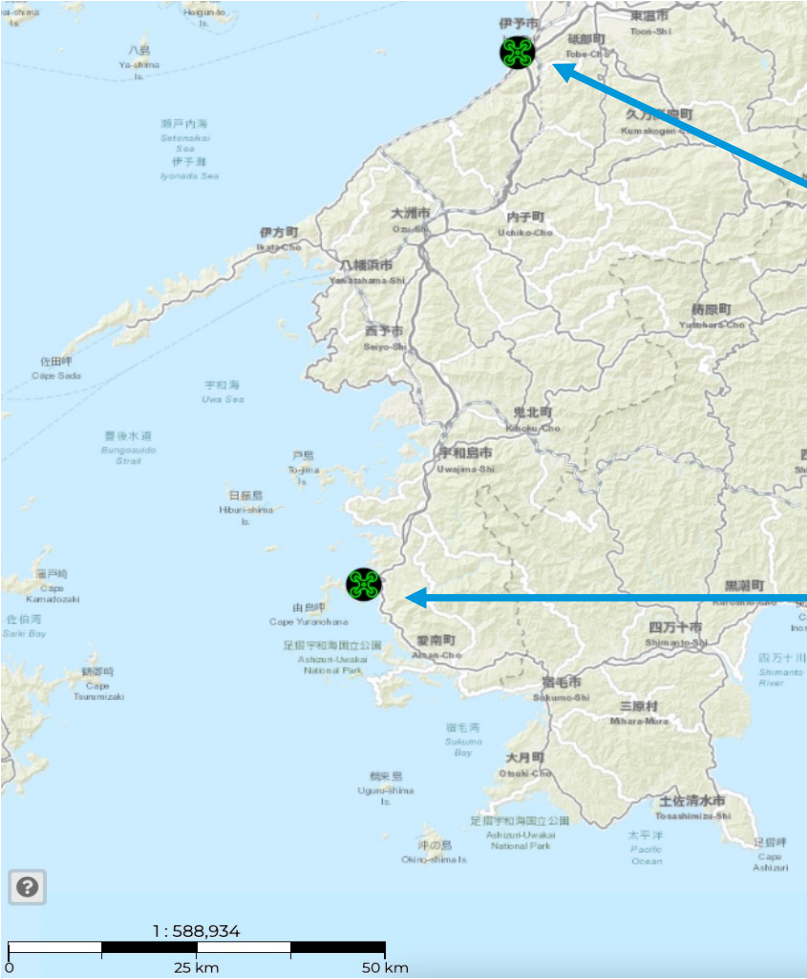 Heigun-to
Is.
Is.
伊予市
東温市
Toon-Shi
八島
Ya-shima
Is.
砥部町
Tobe-Cho
瀬戸内海
Setonaikai
Sea
伊予灘
Iyonada Sea
久万高原町
Kumakogen-C
大洲市
Ozu-Shi
内子町
Uchiko-Cho
伊方町
Ikata-Cho
八幡浜市
Yawatahama-Shi
梼原町
Yusuhara-Cho
西予市
Seiyo-Shi
佐田岬
Cape Sada
宇和海
Uwa Sea
鬼北町
Kihoku-Cho
豊後水道
Bungosuido
Strait
戸島
To-jima
Is.
宇和島市
Uwajima-Shi
日振島
Hiburi-shima
Is.
Cape
Kamadozaki
由良岬
Cape Yuranohana
黒潮町
Kuroshio-Cho
佐伯湾
Saiki Bay
足摺宇和海国立公園
Ashizuri-Uwakai
National Park
愛南町
Ainan-Cho
四万十市
Shimanto-Shi
四万十川
Shimanto
River
鶴御崎
Cape
Tsurumizaki
宿毛市
Sukumo-Shi
三原村
Mihara-Mura
宿毛湾
Sukumo
Bay
大月町
Otsuki-Cho
鵜来島
Uguru-shima
Is.
土佐清水市
Tosashimizu-Shi
足摺宇和海国立公園
Ashizuri-Uwakai
National Park
太平洋
Pacific
Ocean
沖の島
Okino-shima Is.
足摺岬
Cape
Ashizuri
?
1 : 588,934
0
25 km
50 km